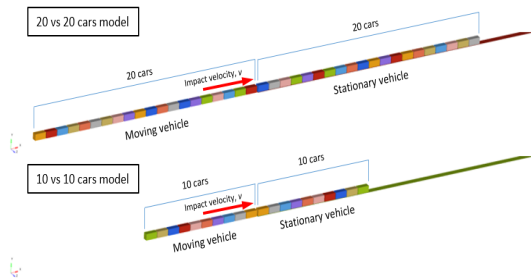 20 vs 20 cars model
20 cars
20 cars
Impact velocity, v
Moving vehicle
Stationary vehicle
10 vs 10 cars model
10 cars
10 cars
Impact velocity, v
Moving vehicle
Stationary vehicle